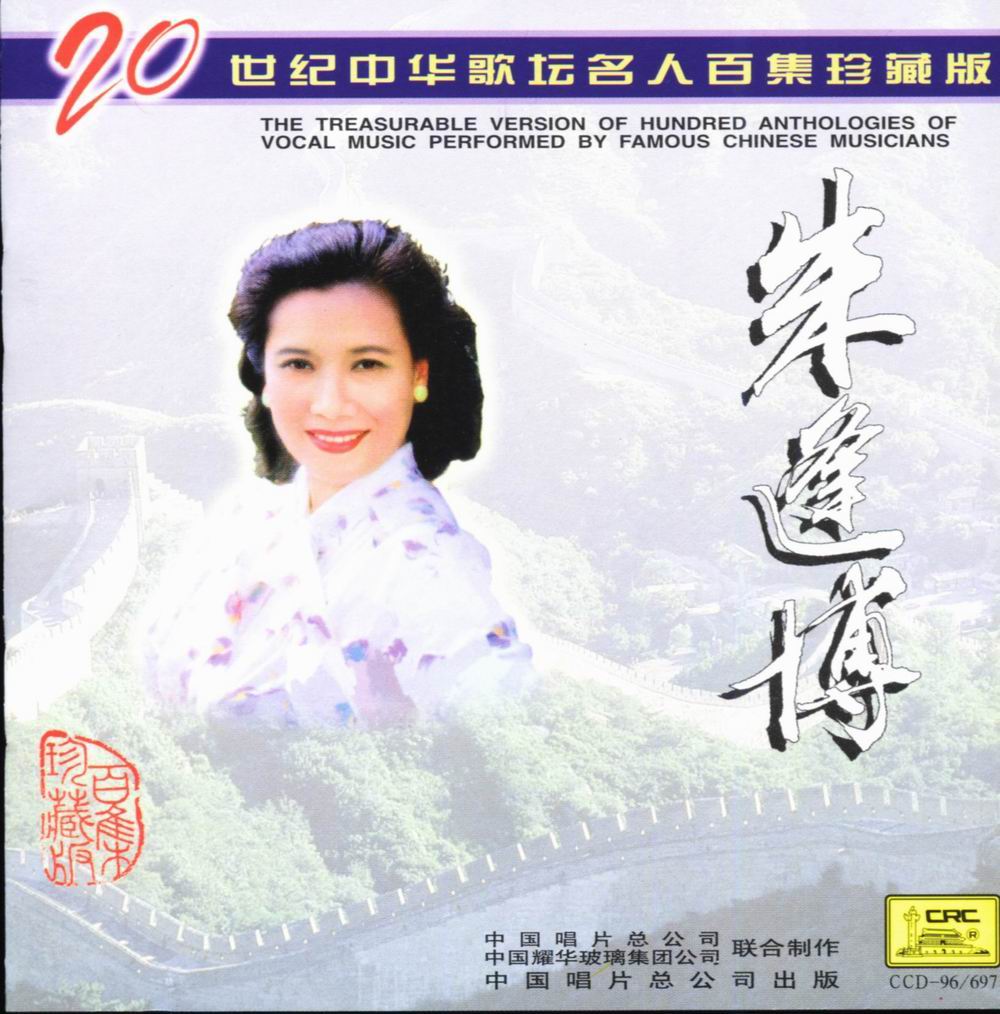 20世纪中华歌坛名人百集珍藏版
THE TREASURABLE VERSION OF HUNDRED ANTHOLOGIES OF
VOCAL MUSIC PERFORMED BY FAMOUS CHINESE MUSICIANS
朱逢博
百集
珍藏版
中国唱片总公司
中国耀华玻璃集团公司
联合制作
中国唱片总公司出版
CRC
®
CCD-96/697